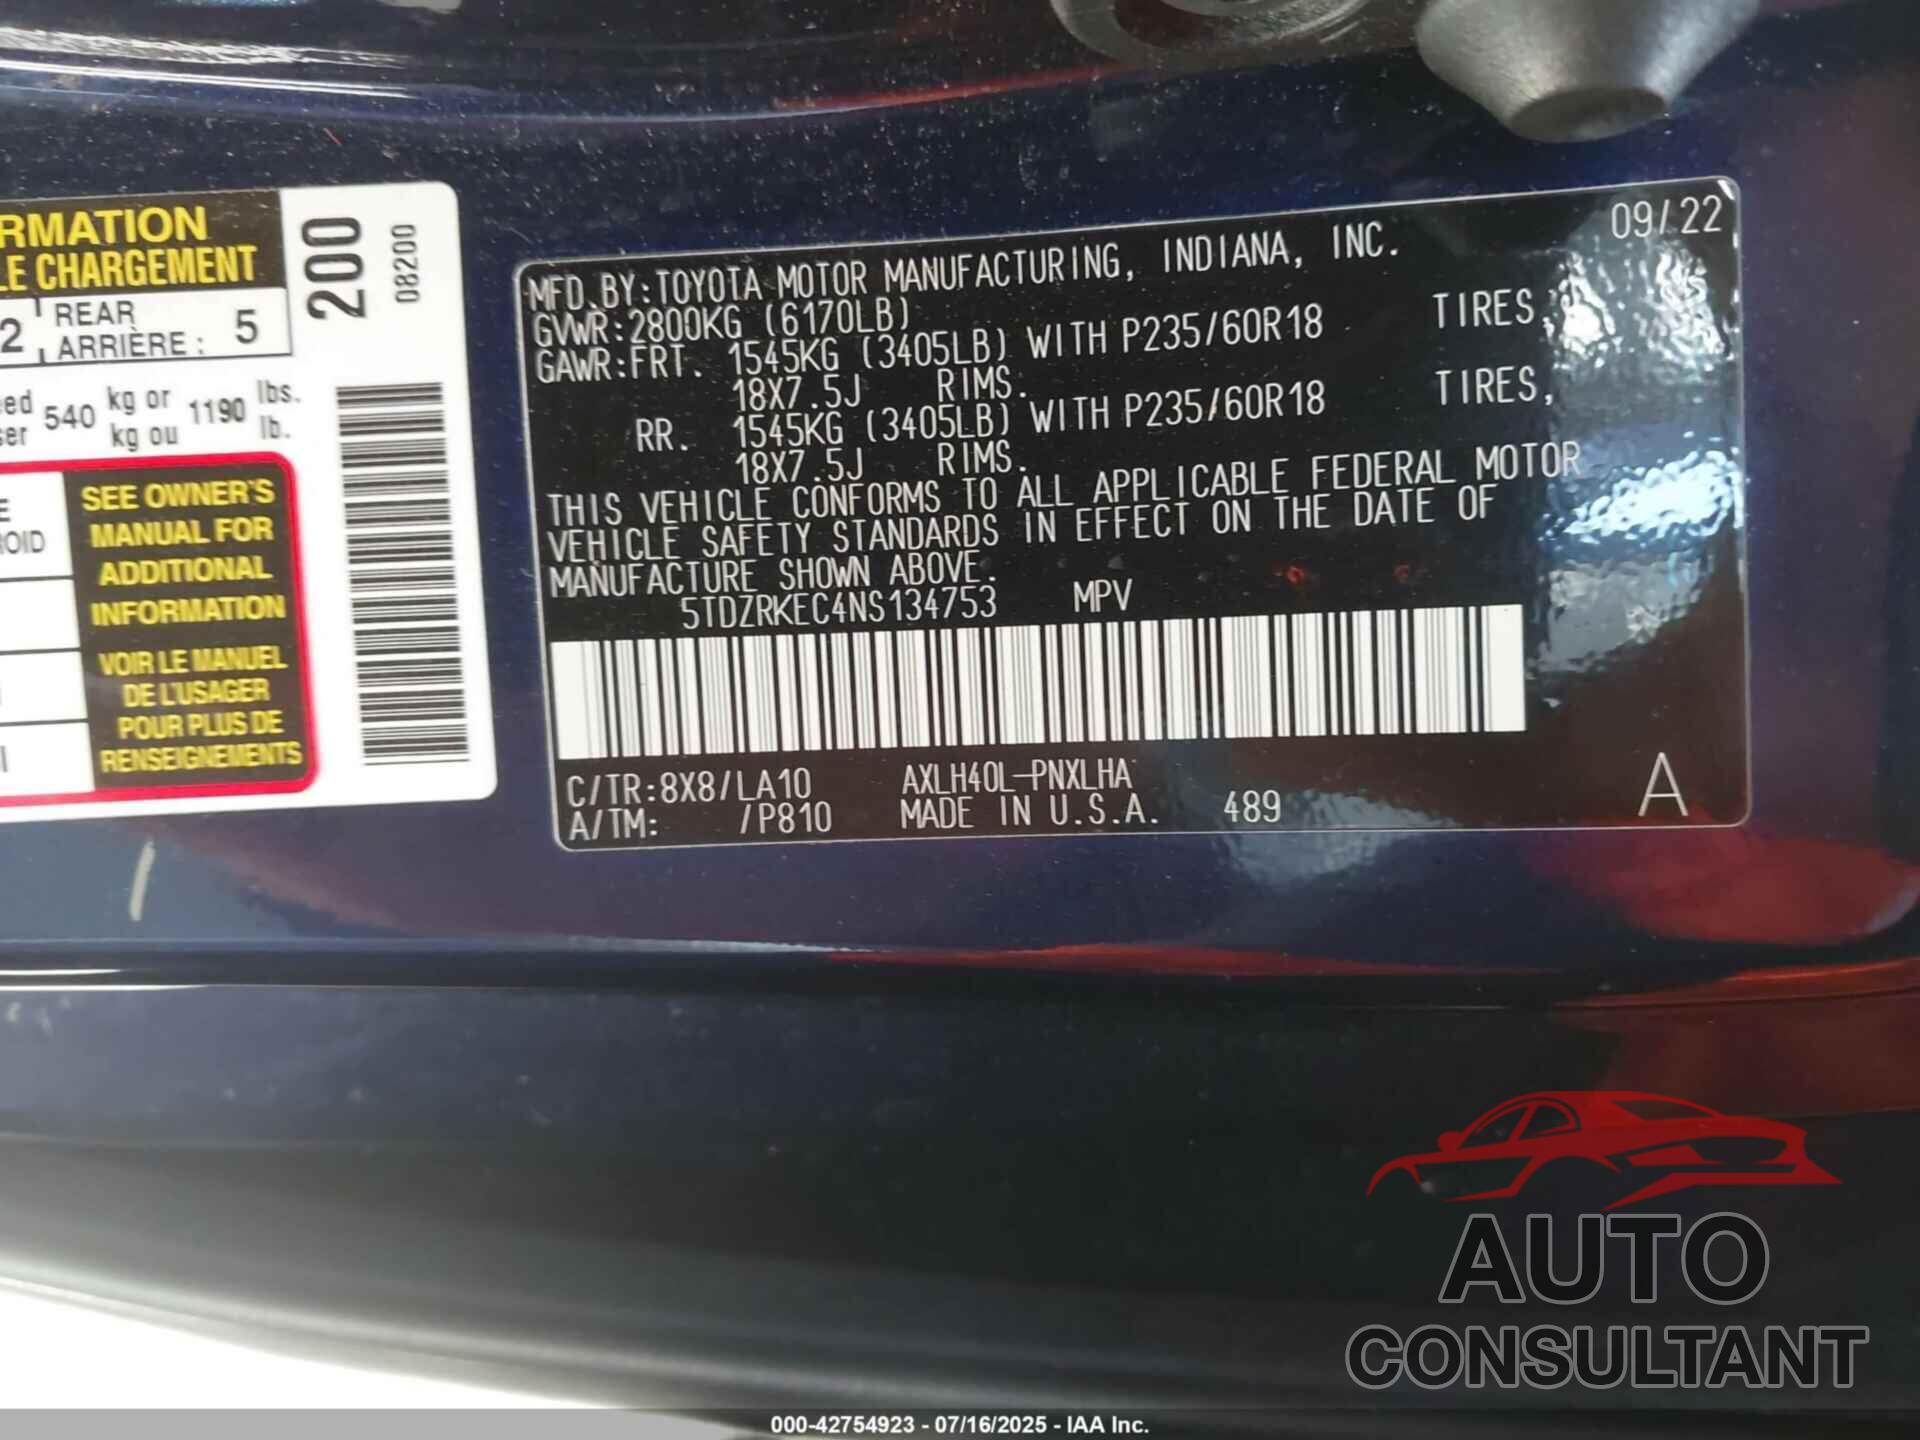 RMATION
LE CHARGEMENT
2 REAR ARRIÈRE : 5
540 kg or kg ou 1190 lbs. lb.
SEE OWNER'S
MANUAL FOR
ADDITIONAL
INFORMATION
VOIR LE MANUEL
DE L'USAGER
POUR PLUS DE
RENSEIGNEMENTS
200
08200
09/22
MFD.BY:TOYOTA MOTOR MANUFACTURING, INDIANA, INC.
GVWR:2800KG (6170LB)
GAWR:FRT. 1545KG (3405LB) WITH P235/60R18 TIRES,
18X7.5J RIMS.
RR. 1545KG (3405LB) WITH P235/60R18 TIRES,
18X7.5J RIMS.
THIS VEHICLE CONFORMS TO ALL APPLICABLE FEDERAL MOTOR
VEHICLE SAFETY STANDARDS IN EFFECT ON THE DATE OF
MANUFACTURE SHOWN ABOVE.
5TDZRKEC4NS134753 MPV
C/TR:8X8/LA10 AXLH40L-PNXLHA
A/TM: /P810 MADE IN U.S.A. 489 A
AUTO
CONSULTANT
000-42754923 - 07/16/2025 - IAA Inc.